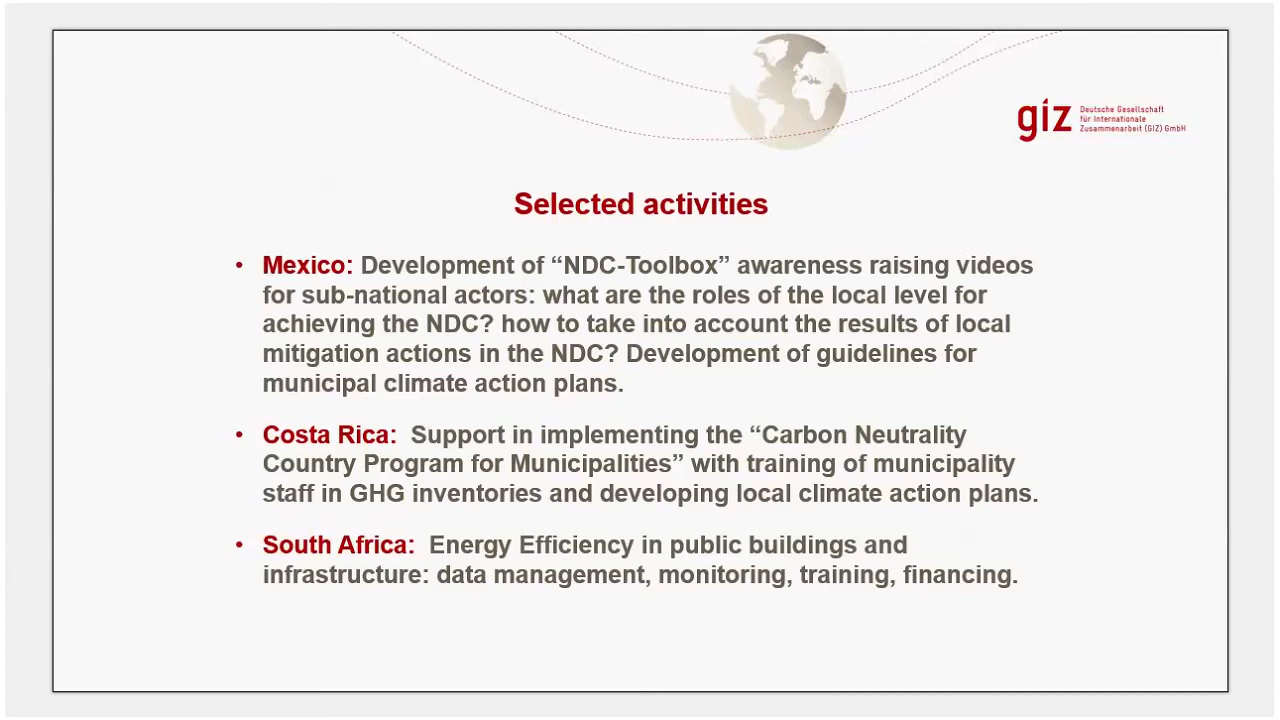 giz
Deutsche Gesellschaft
für Internationale
Zusammenarbeit (GIZ) GmbH
Selected activities
• Mexico: Development of “NDC-Toolbox” awareness raising videos
for sub-national actors: what are the roles of the local level for
achieving the NDC? how to take into account the results of local
mitigation actions in the NDC? Development of guidelines for
municipal climate action plans.
• Costa Rica: Support in implementing the “Carbon Neutrality
Country Program for Municipalities” with training of municipality
staff in GHG inventories and developing local climate action plans.
• South Africa: Energy Efficiency in public buildings and
infrastructure: data management, monitoring, training, financing.